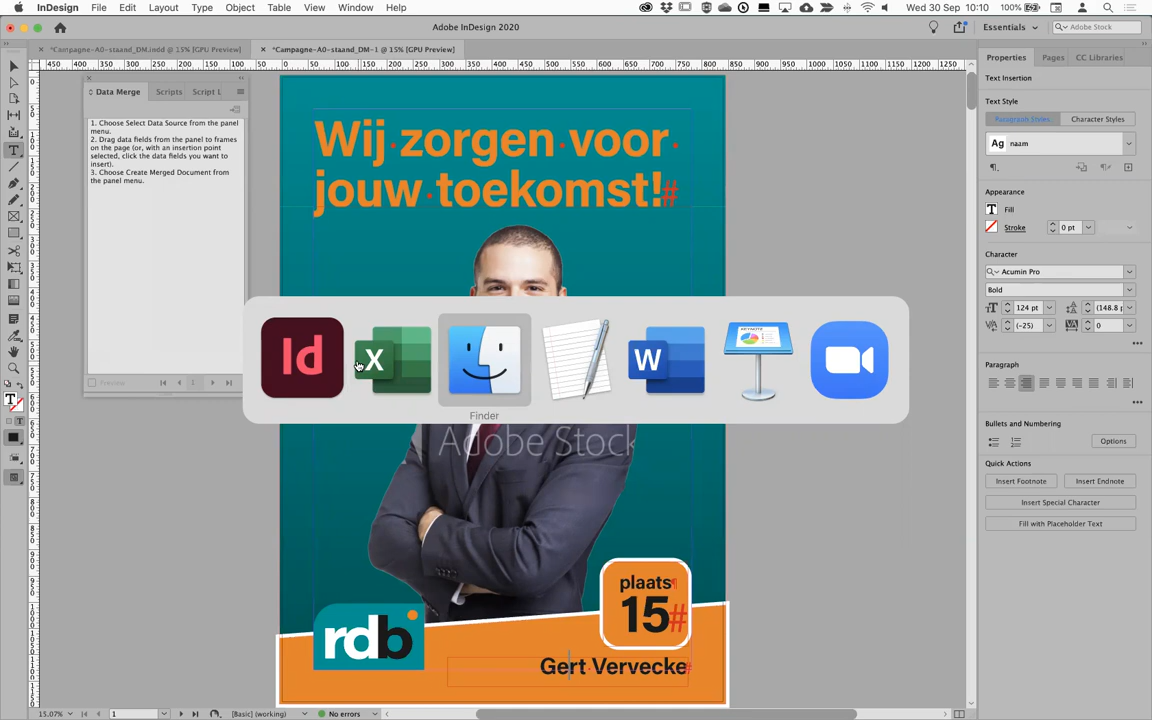 InDesign File Edit Layout Type Object Table View Window Help 100% Wed 30 Sep 10:10
Adobe InDesign 2020
Essentials Adobe Stock
*Campagne-A0-staand_DM.indd @ 15% [GPU Preview] *Campagne-A0-staand_DM-1 @ 15% [GPU Preview]
Data Merge Scripts Script L
1. Choose Select Data Source from the panel
menu.
2. Drag data fields from the panel to frames
on the page (or, with an insertion point
selected, click the data fields you want to
insert).
3. Choose Create Merged Document from
the panel menu.
Preview 1
Wij zorgen voor
jouw toekomst!#
Id X W
Finder
Adobe Stock
plaats¶
15#
rdb
Gert Vervecke#
Properties Pages CC Libraries
Text Insertion
Text Style
Paragraph Styles Character Styles
Ag naam
Appearance
Fill
Stroke 0 pt
Character
Acumin Pro
Bold
124 pt (148.8 p
(-25) 0
Paragraph
Bullets and Numbering
Options
Quick Actions
Insert Footnote Insert Endnote
Insert Special Character
Fill with Placeholder Text
15.07% 1 [Basic] (working) No errors